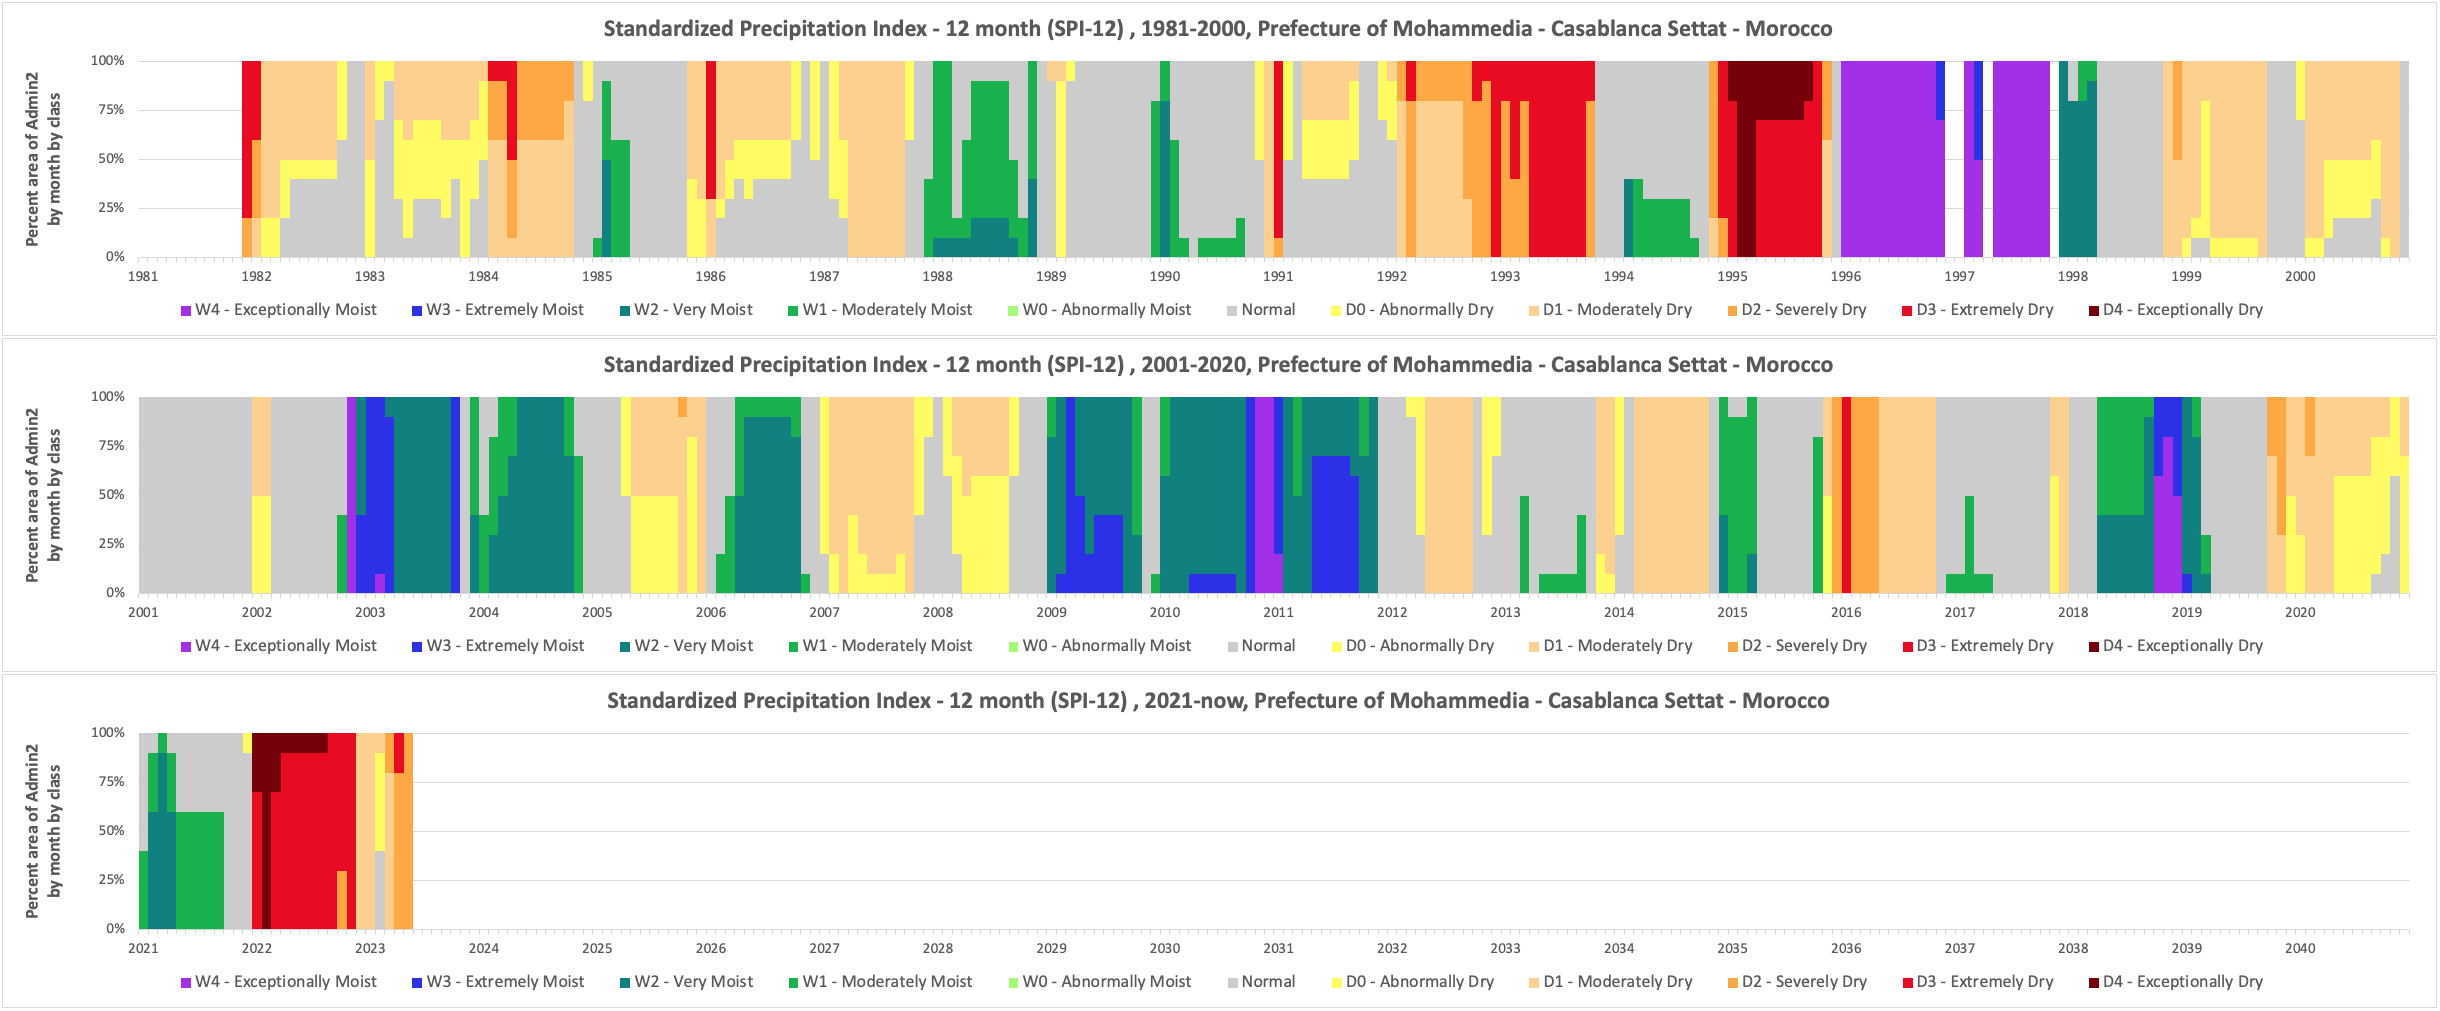 Standardized Precipitation Index - 12 month (SPI-12) , 1981-2000, Prefecture of Mohammedia - Casablanca Settat - Morocco
Percent area of Admin2
by month by class
100%
75%
50%
25%
0%
1981 1982 1983 1984 1985 1986 1987 1988 1989 1990 1991 1992 1993 1994 1995 1996 1997 1998 1999 2000
W4 - Exceptionally Moist W3 - Extremely Moist W2 - Very Moist W1 - Moderately Moist W0 - Abnormally Moist Normal D0 - Abnormally Dry D1 - Moderately Dry D2 - Severely Dry D3 - Extremely Dry D4 - Exceptionally Dry
Standardized Precipitation Index - 12 month (SPI-12) , 2001-2020, Prefecture of Mohammedia - Casablanca Settat - Morocco
Percent area of Admin2
by month by class
100%
75%
50%
25%
0%
2001 2002 2003 2004 2005 2006 2007 2008 2009 2010 2011 2012 2013 2014 2015 2016 2017 2018 2019 2020
W4 - Exceptionally Moist W3 - Extremely Moist W2 - Very Moist W1 - Moderately Moist W0 - Abnormally Moist Normal D0 - Abnormally Dry D1 - Moderately Dry D2 - Severely Dry D3 - Extremely Dry D4 - Exceptionally Dry
Standardized Precipitation Index - 12 month (SPI-12) , 2021-now, Prefecture of Mohammedia - Casablanca Settat - Morocco
Percent area of Admin2
by month by class
100%
75%
50%
25%
0%
2021 2022 2023 2024 2025 2026 2027 2028 2029 2030 2031 2032 2033 2034 2035 2036 2037 2038 2039 2040
W4 - Exceptionally Moist W3 - Extremely Moist W2 - Very Moist W1 - Moderately Moist W0 - Abnormally Moist Normal D0 - Abnormally Dry D1 - Moderately Dry D2 - Severely Dry D3 - Extremely Dry D4 - Exceptionally Dry